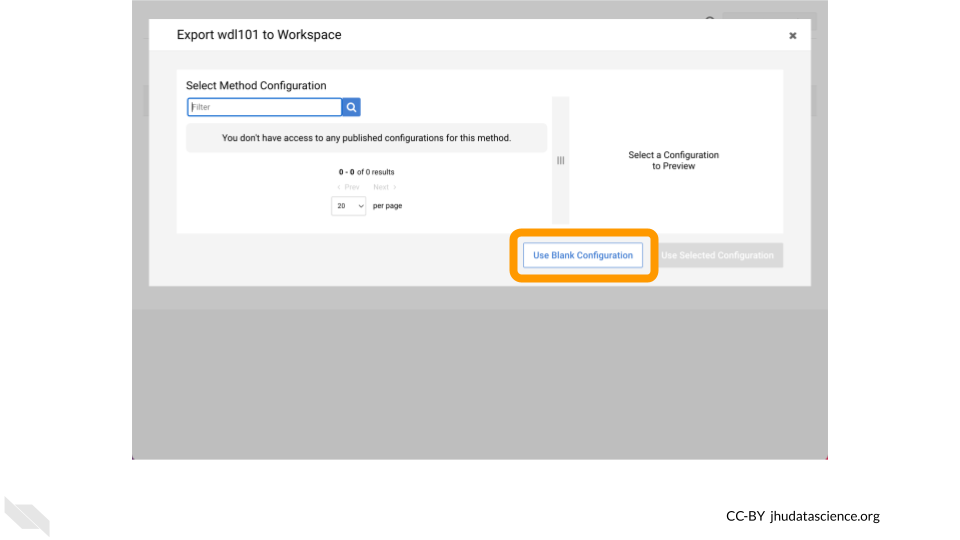 Export wdl101 to Workspace
Select Method Configuration
Filter
You don't have access to any published configurations for this method.
0 - 0 of 0 results
‹ Prev Next ›
20 per page
Select a Configuration
to Preview
Use Blank Configuration
Use Selected Configuration
CC-BY jhudatascience.org